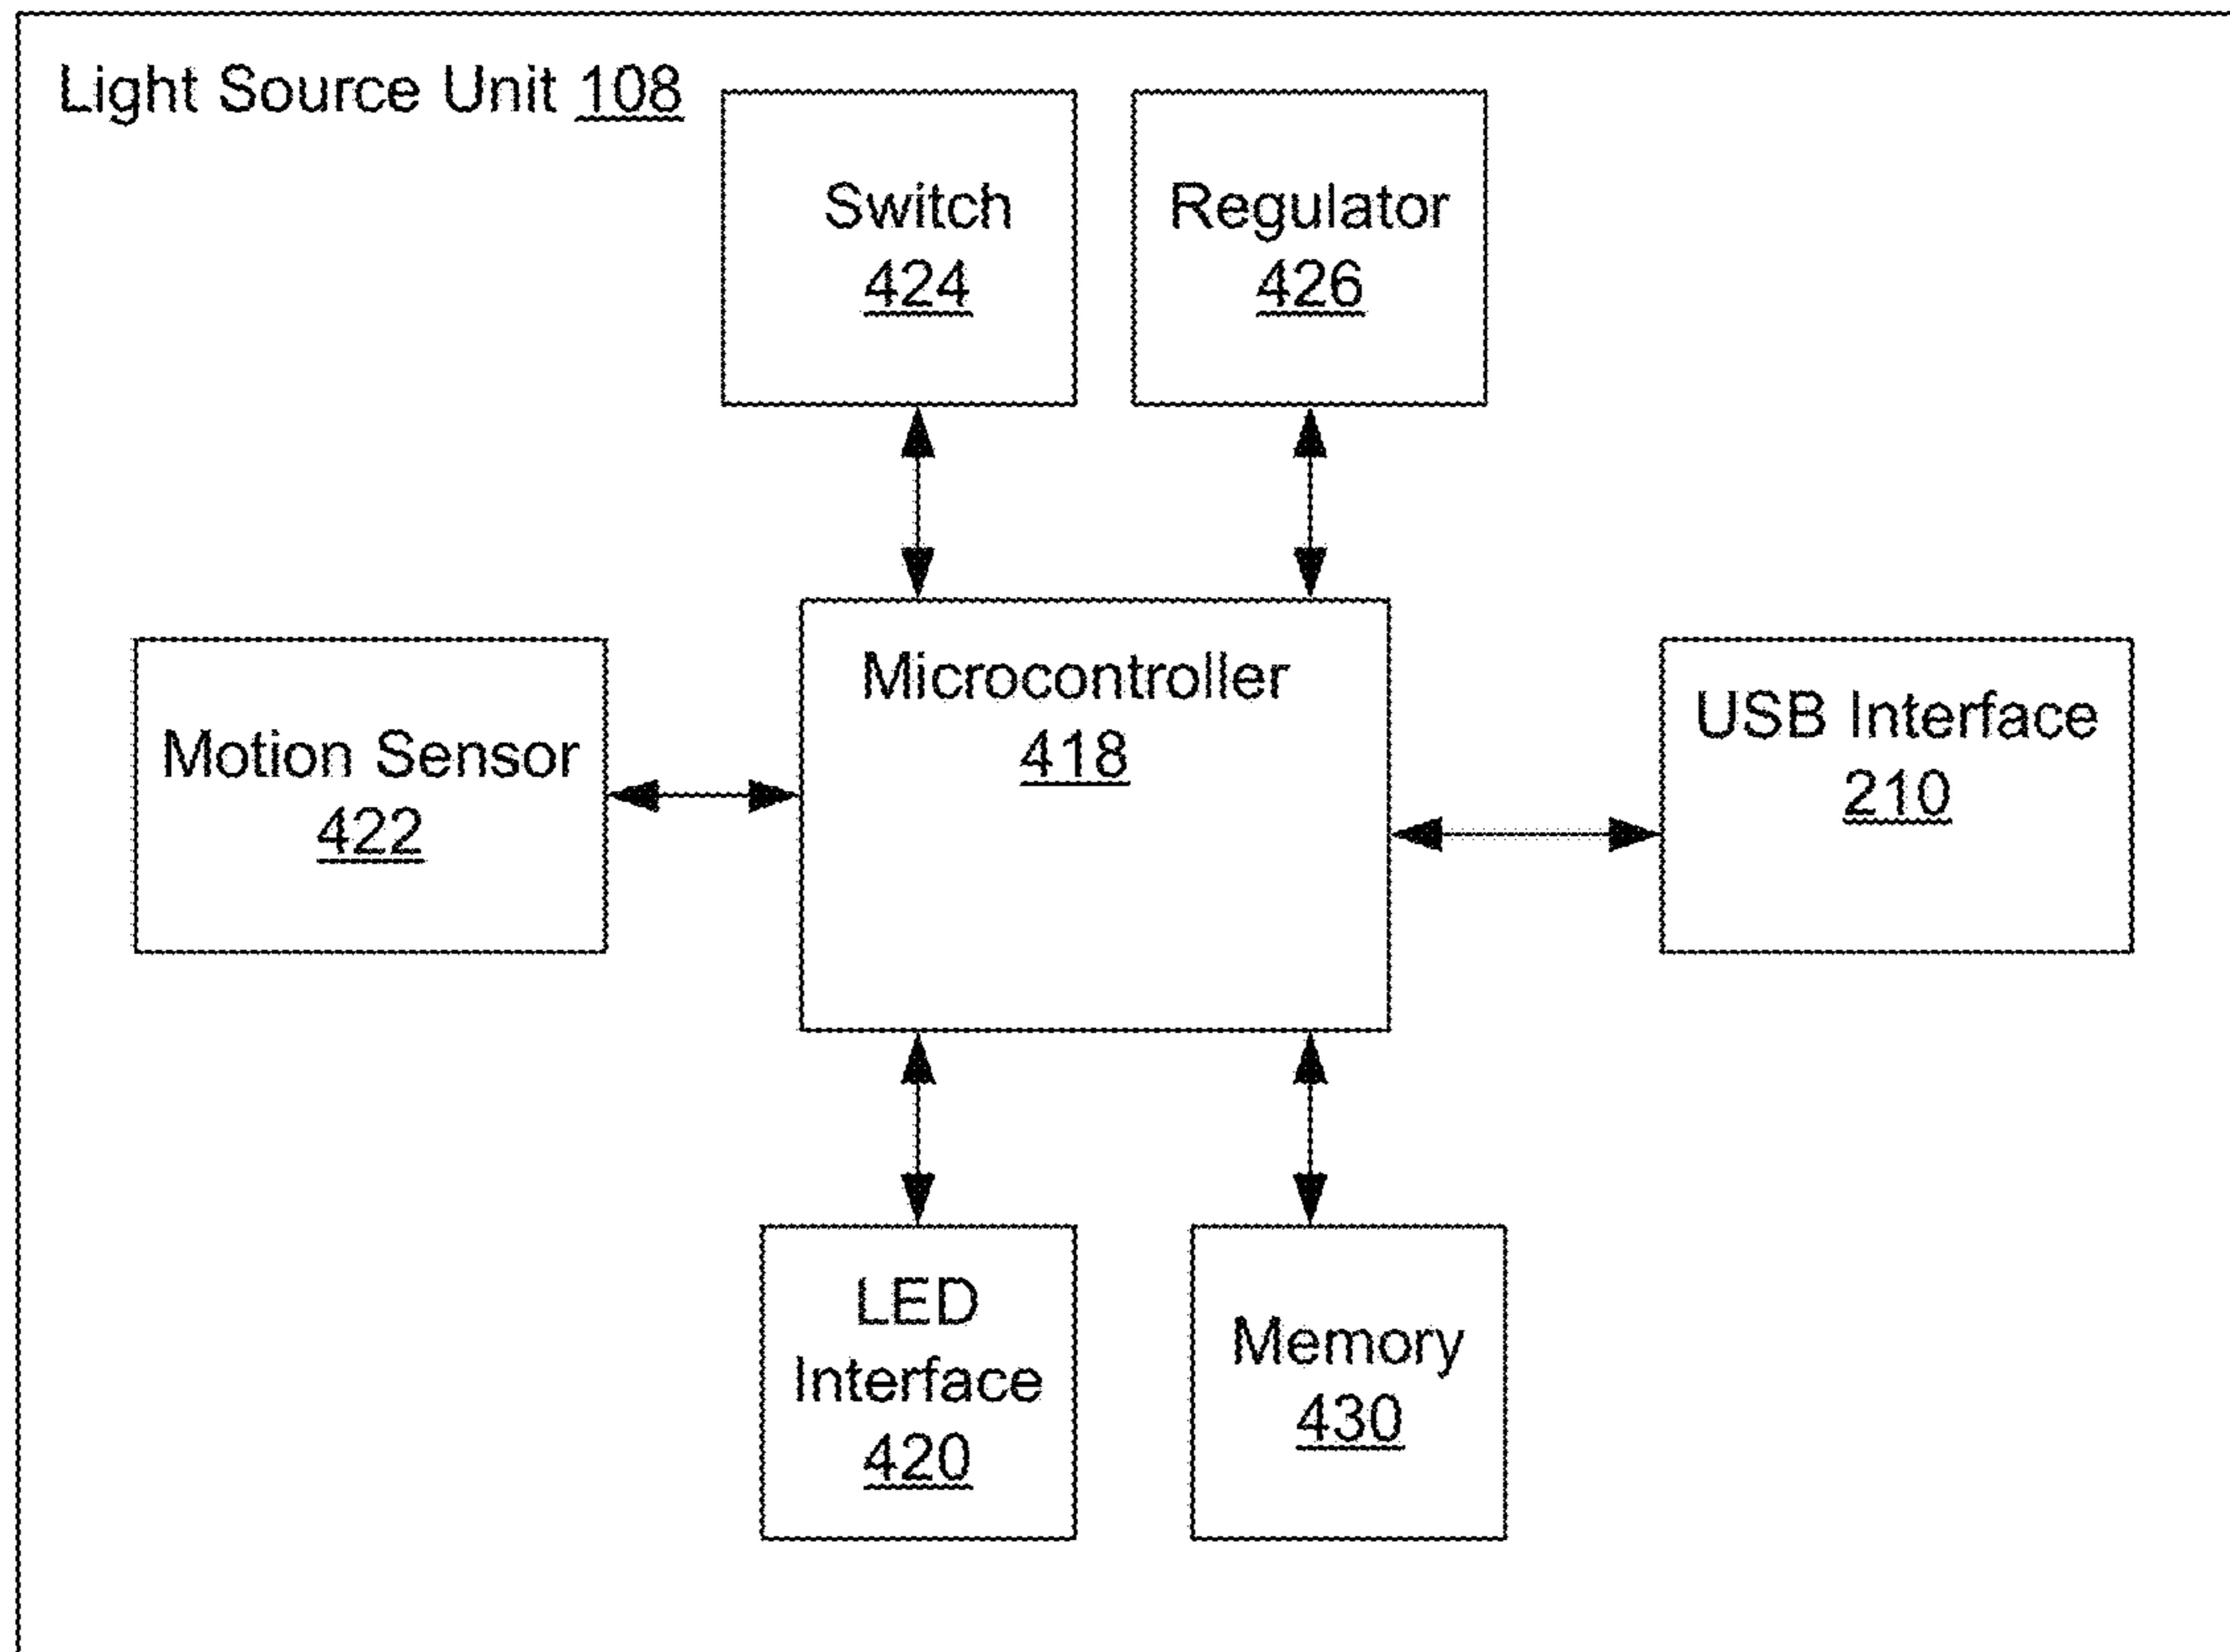 Light Source Unit 108
Switch
424
Regulator
426
Microcontroller
418
Motion Sensor
422
USB Interface
210
LED
Interface
420
Memory
430